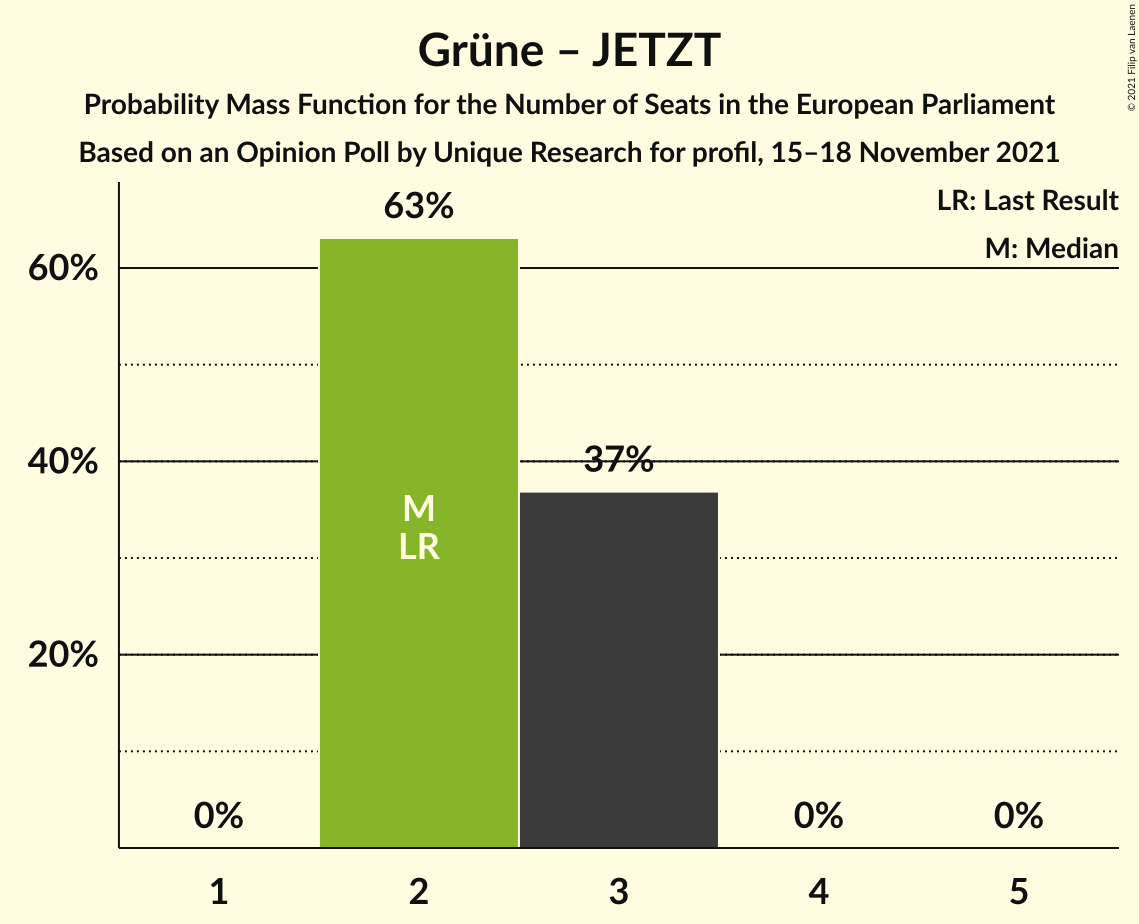 Grüne – JETZT
Probability Mass Function for the Number of Seats in the European Parliament
Based on an Opinion Poll by Unique Research for profil, 15–18 November 2021
© 2021 Filip van Laenen
LR: Last Result
M: Median
63%
60%
40%
37%
M
LR
20%
0%
0%
0%
1
2
3
4
5